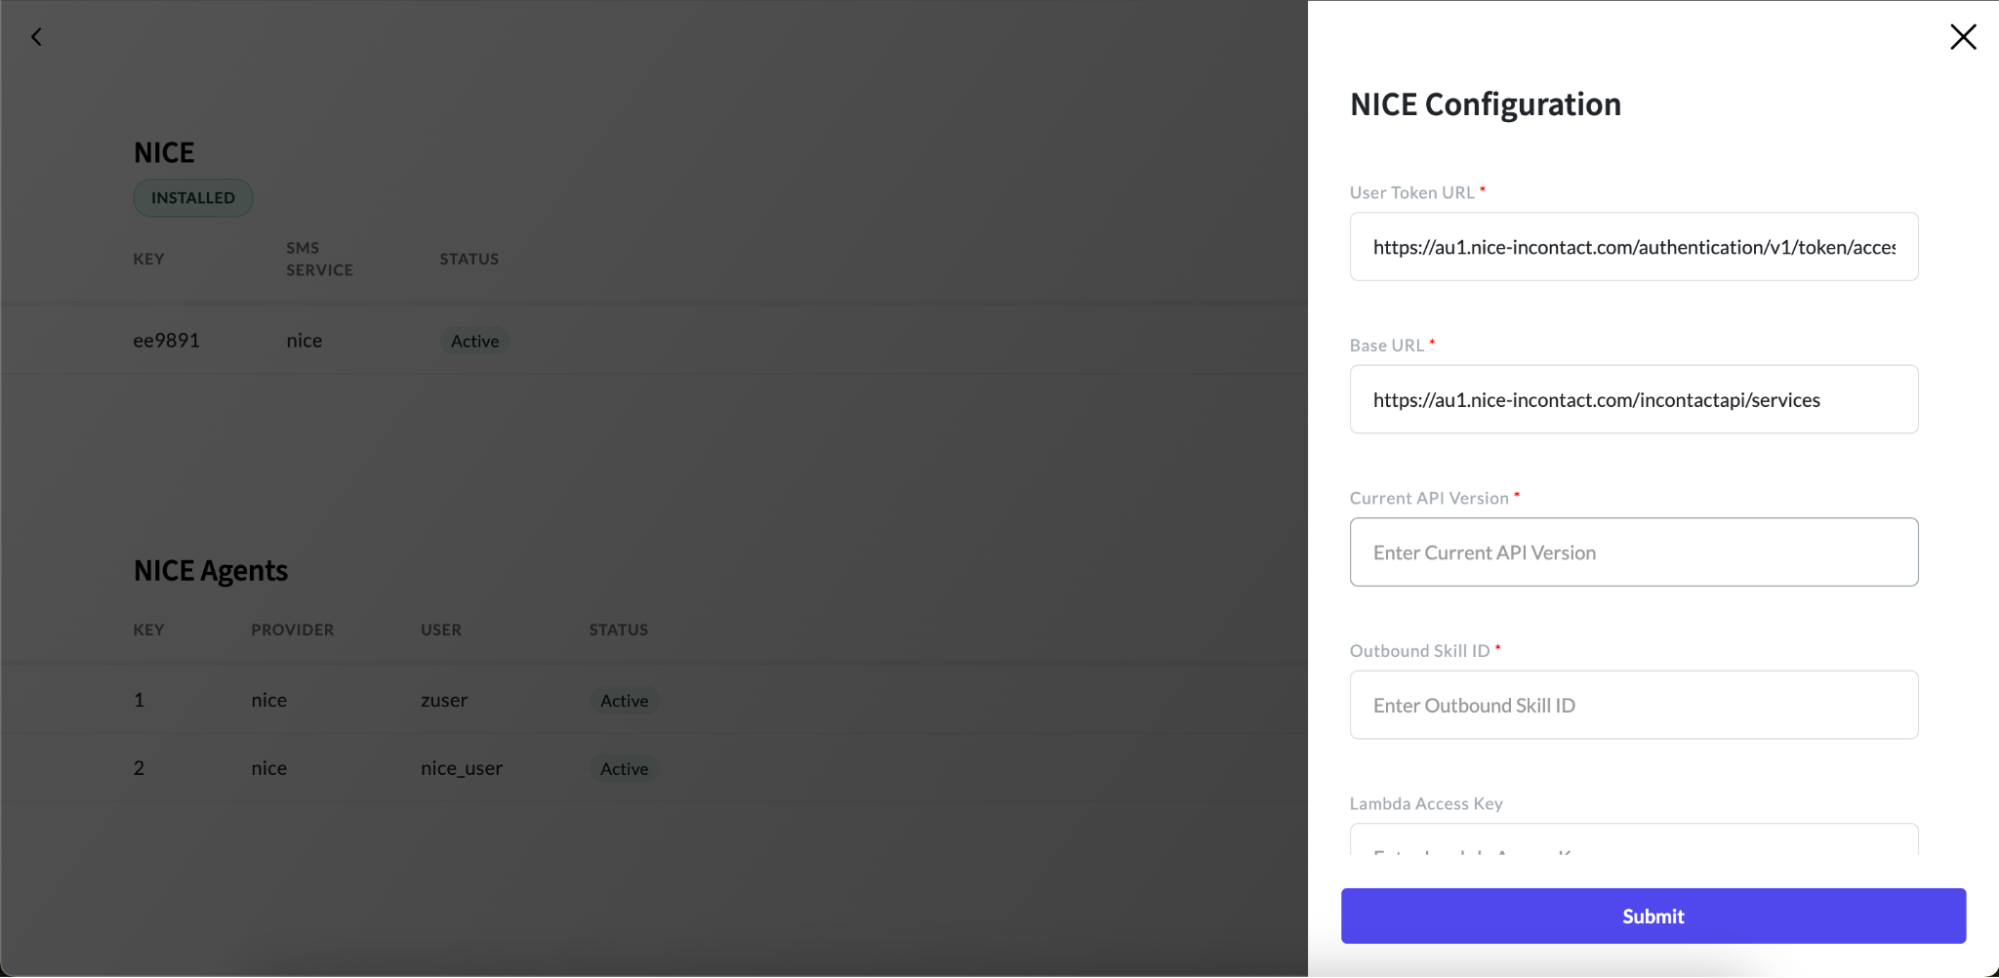 NICE
INSTALLED
KEY
SMS
SERVICE
STATUS
ee9891
nice
Active
NICE Agents
KEY PROVIDER USER STATUS
1 nice zuser Active
2 nice nice_user Active
NICE Configuration
User Token URL *
https://au1.nice-incontact.com/authentication/v1/token/acces
Base URL *
https://au1.nice-incontact.com/incontactapi/services
Current API Version *
Enter Current API Version
Outbound Skill ID *
Enter Outbound Skill ID
Lambda Access Key
Submit